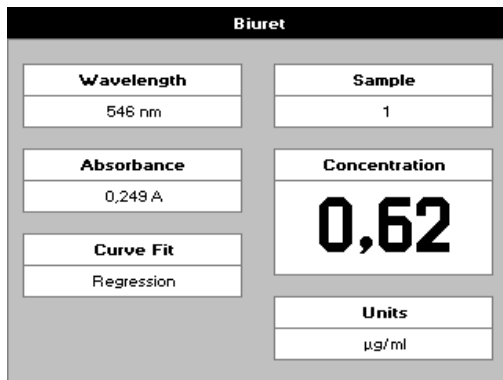 Biuret
Wavelength
546 nm
Absorbance
0,249 A
Curve Fit
Regression
Sample
1
Concentration
0,62
Units
µg/ml